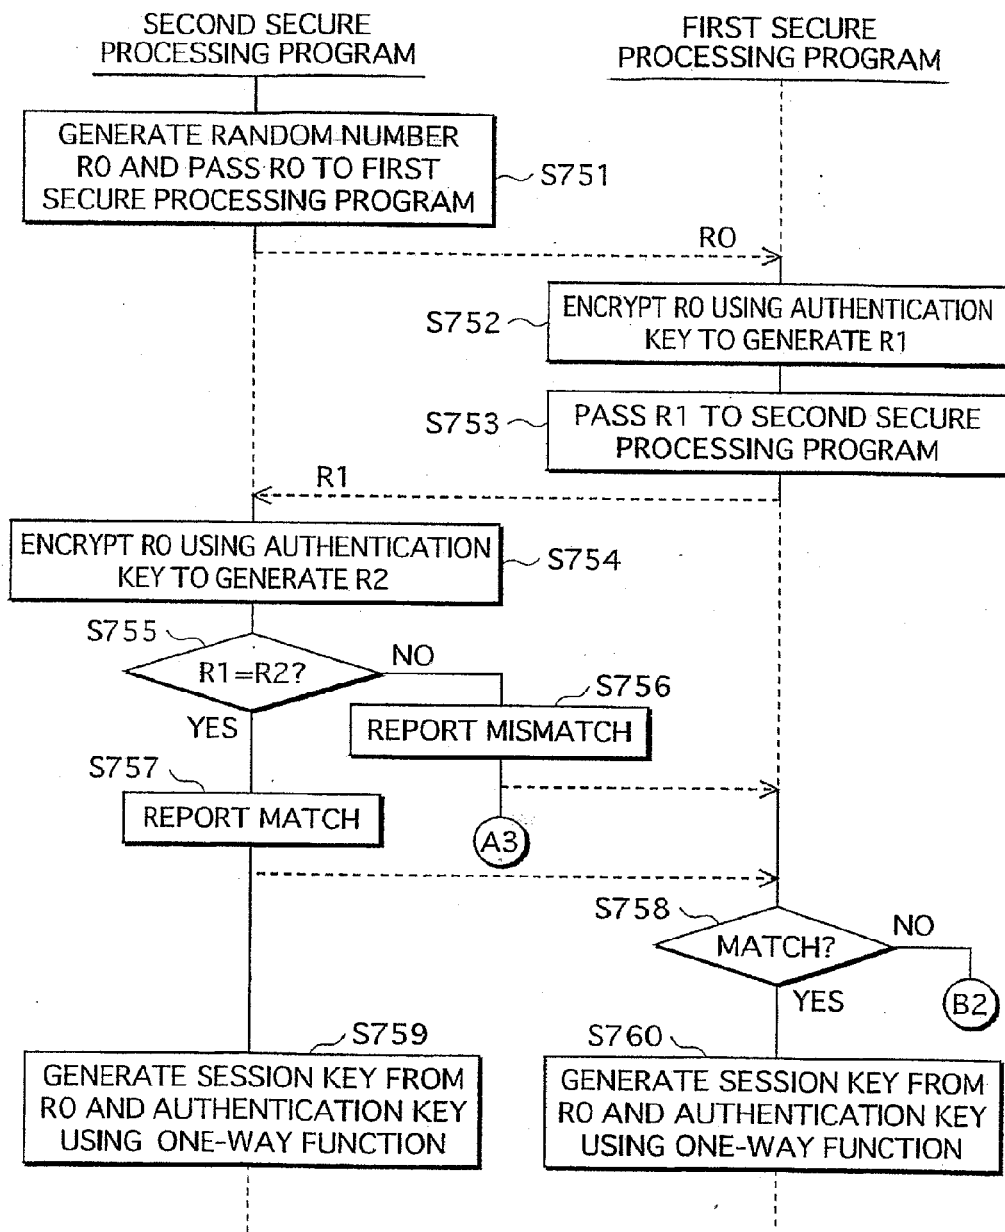 SECOND SECURE
PROCESSING PROGRAM
FIRST SECURE
PROCESSING PROGRAM
GENERATE RANDOM NUMBER
R0 AND PASS R0 TO FIRST
SECURE PROCESSING PROGRAM
S751
R0
S752
ENCRYPT R0 USING AUTHENTICATION
KEY TO GENERATE R1
S753
PASS R1 TO SECOND SECURE
PROCESSING PROGRAM
R1
ENCRYPT R0 USING AUTHENTICATION
KEY TO GENERATE R2
S754
S755
R1=R2?
NO
YES
S756
REPORT MISMATCH
S757
REPORT MATCH
A3
S758
MATCH?
NO
YES
B2
S759
GENERATE SESSION KEY FROM
R0 AND AUTHENTICATION KEY
USING ONE-WAY FUNCTION
S760
GENERATE SESSION KEY FROM
R0 AND AUTHENTICATION KEY
USING ONE-WAY FUNCTION